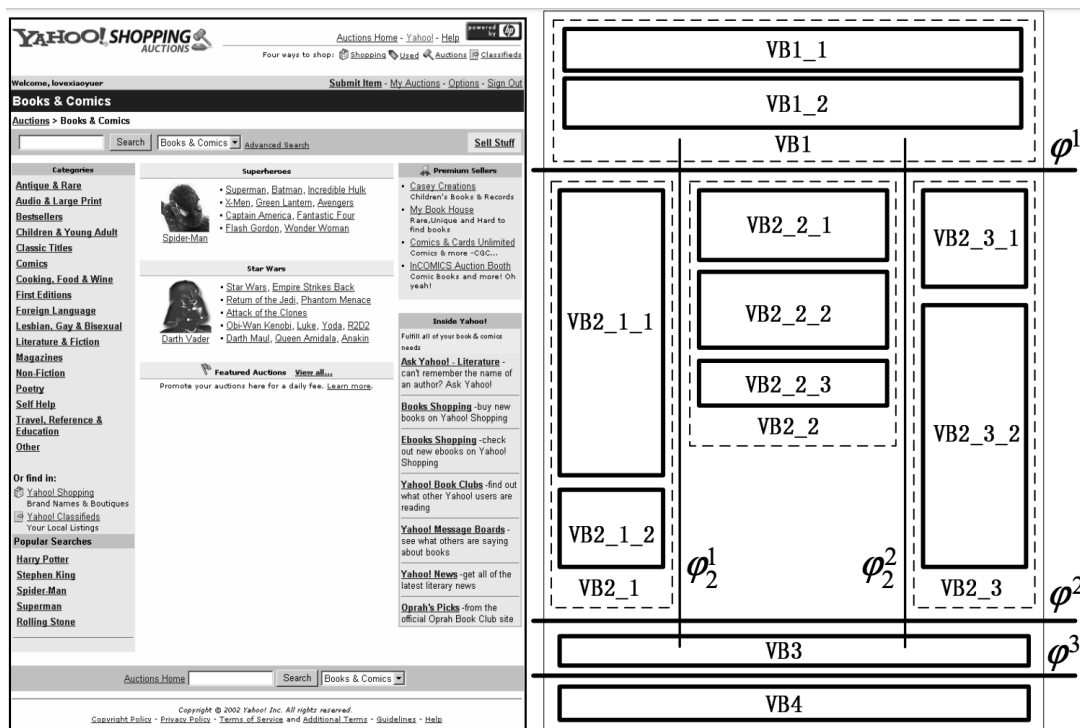 YAHOO! SHOPPING
AUCTIONS
powered by hp
Auctions Home - Yahoo! - Help
Four ways to shop: Shopping Used Auctions Classifieds
Welcome, lovexiaoyuer
Submit Item - My Auctions - Options - Sign Out
Books & Comics
Auctions > Books & Comics
Search
Books & Comics
Advanced Search
Sell Stuff
Categories
Antique & Rare
Audio & Large Print
Bestsellers
Children & Young Adult
Classic Titles
Comics
Cooking, Food & Wine
First Editions
Foreign Language
Lesbian, Gay & Bisexual
Literature & Fiction
Magazines
Non-Fiction
Poetry
Self Help
Travel, Reference &
Education
Other
Or find in:
Yahoo! Shopping
Brand Names & Boutiques
Yahoo! Classifieds
Your Local Listings
Popular Searches
Harry Potter
Stephen King
Spider-Man
Superman
Rolling Stone
Superheroes
Spider-Man
• Superman, Batman, Incredible Hulk
• X-Men, Green Lantern, Avengers
• Captain America, Fantastic Four
• Flash Gordon, Wonder Woman
Star Wars
Darth Vader
• Star Wars, Empire Strikes Back
• Return of the Jedi, Phantom Menace
• Attack of the Clones
• Obi-Wan Kenobi, Luke, Yoda, R2D2
• Darth Maul, Queen Amidala, Anakin
Featured Auctions View all...
Promote your auctions here for a daily fee. Learn more.
Premium Sellers
• Casey Creations
Children's Books & Records
• My Book House
Rare,Unique and Hard to
find books
• Comics & Cards Unlimited
Comics & more -CGC...
• InCOMICS Auction Booth
Comic Books and more! Oh
yeah!
Inside Yahoo!
Fulfill all of your book & comics
needs
Ask Yahoo! - Literature -
can't remember the name of
an author? Ask Yahoo!
Books Shopping -buy new
books on Yahoo! Shopping
Ebooks Shopping -check
out new ebooks on Yahoo!
Shopping
Yahoo! Book Clubs -find out
what other Yahoo! users are
reading
Yahoo! Message Boards -
see what others are saying
about books
Yahoo! News -get all of the
latest literary news
Oprah's Picks -from the
official Oprah Book Club site
Auctions Home
Search
Books & Comics
Copyright © 2002 Yahoo! Inc. All rights reserved.
Copyright Policy - Privacy Policy - Terms of Service and Additional Terms - Guidelines - Help
VB1_1
VB1_2
VB1
φ¹
VB2_1_1
VB2_1_2
VB2_1
VB2_2_1
VB2_2_2
VB2_2_3
VB2_2
VB2_3_1
VB2_3_2
VB2_3
φ₂¹
φ₂²
φ²
VB3
φ³
VB4